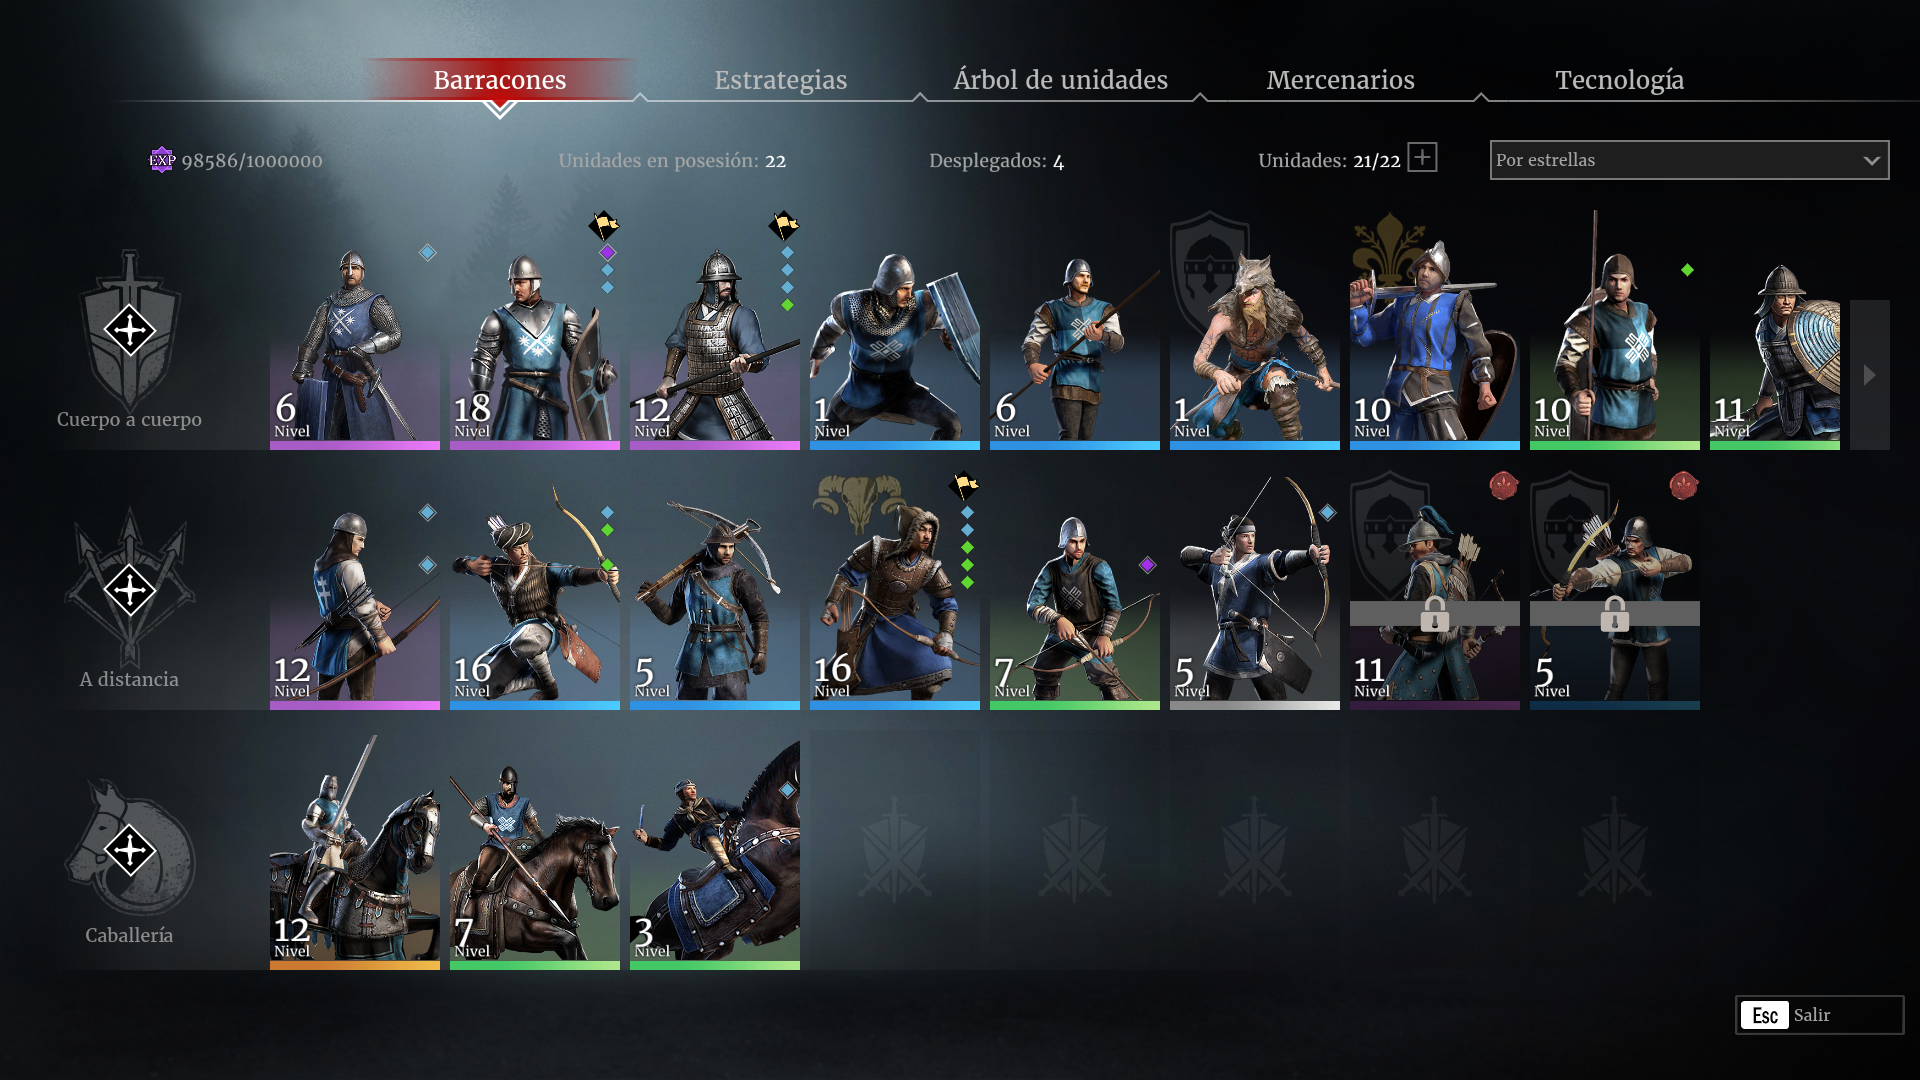 Barracones
Estrategias
Árbol de unidades
Mercenarios
Tecnología
EXP 98586/1000000
Unidades en posesión: 22
Desplegados: 4
Unidades: 21/22
Por estrellas
Cuerpo a cuerpo
6 Nivel
18 Nivel
12 Nivel
1 Nivel
6 Nivel
1 Nivel
10 Nivel
10 Nivel
11 Nivel
A distancia
12 Nivel
16 Nivel
5 Nivel
16 Nivel
7 Nivel
5 Nivel
11 Nivel
5 Nivel
Caballería
12 Nivel
7 Nivel
3 Nivel
Esc Salir